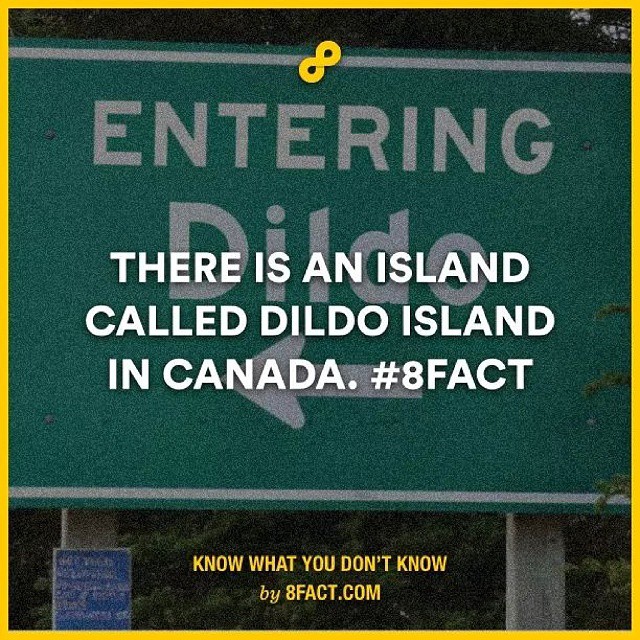 ENTERING
Dildo
THERE IS AN ISLAND
CALLED DILDO ISLAND
IN CANADA. #8FACT
KNOW WHAT YOU DON'T KNOW
by 8FACT.COM